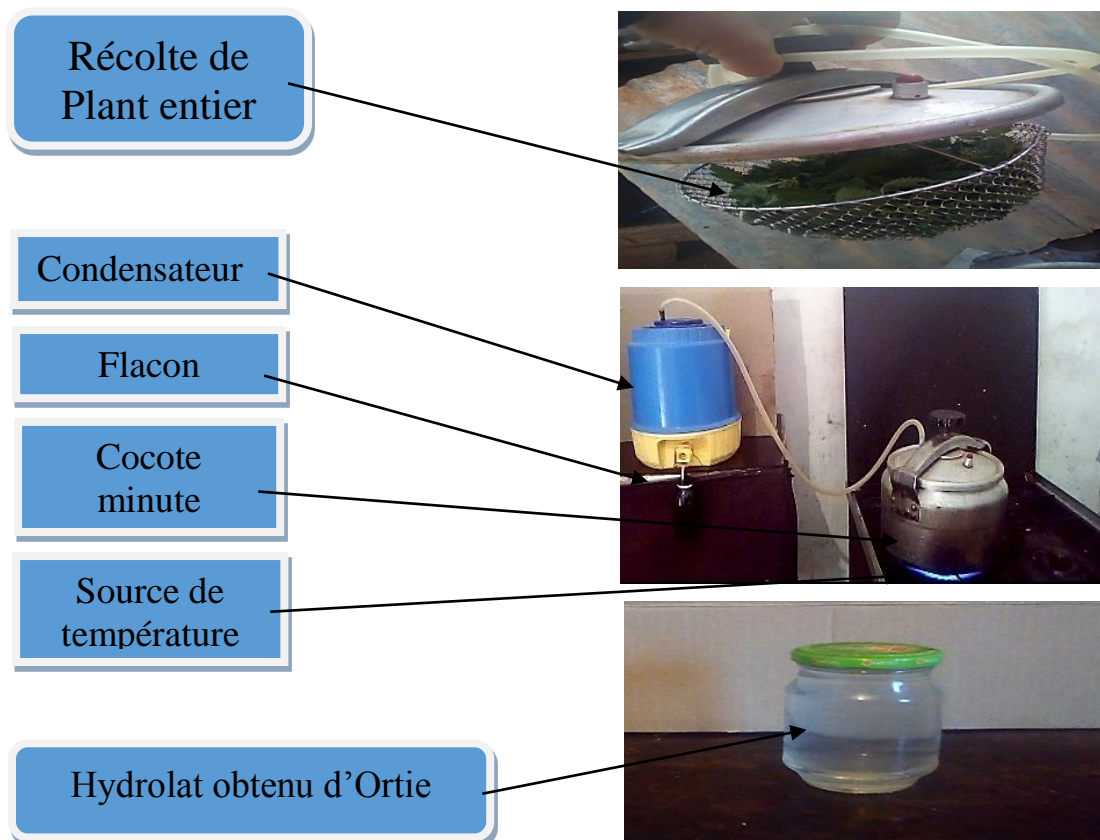 Récolte de
Plant entier
Condensateur
Flacon
Cocote
minute
Source de
température
Hydrolat obtenu d’Ortie